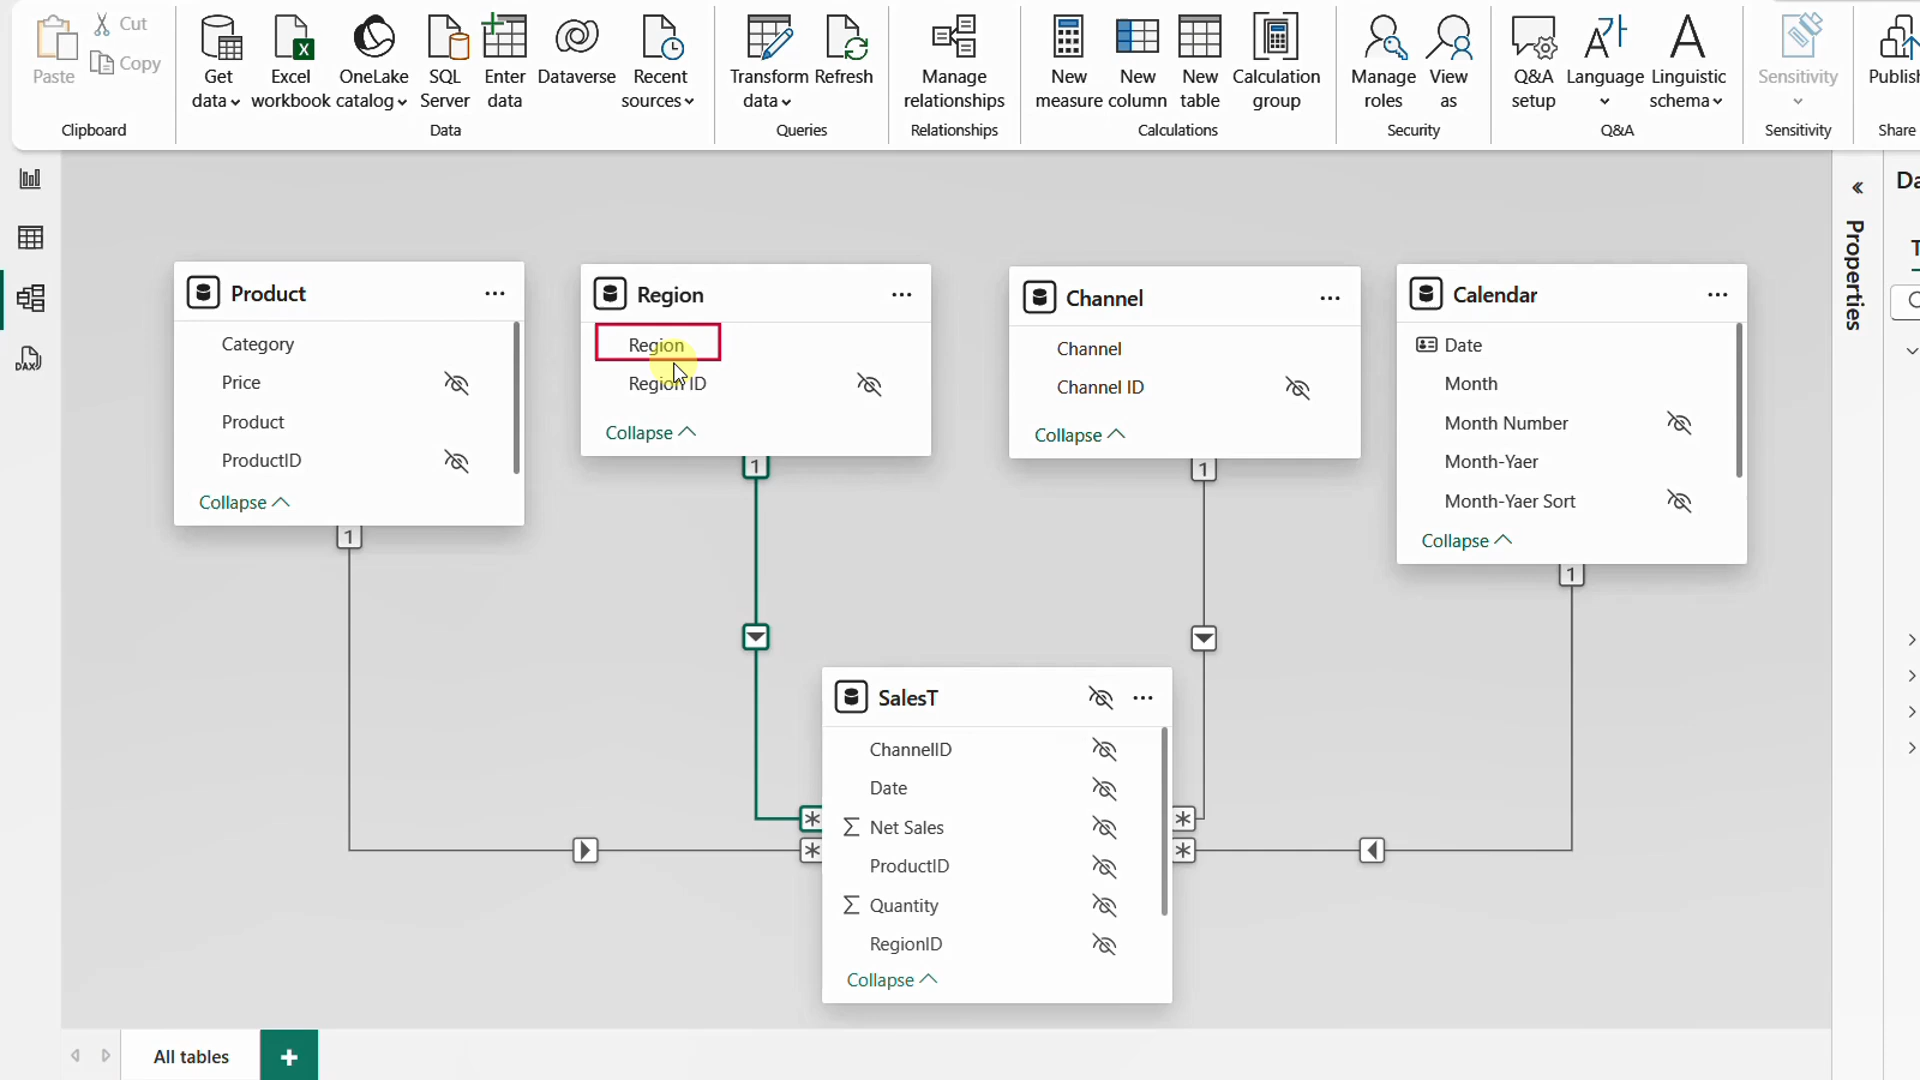 Paste
Cut
Copy
Clipboard
Get data
Excel workbook
OneLake catalog
SQL Server
Enter data
Dataverse
Recent sources
Data
Transform data
Refresh
Queries
Manage relationships
Relationships
New measure
New column
New table
Calculation group
Calculations
Manage roles
View as
Security
Q&A setup
Language
Linguistic schema
Q&A
Sensitivity
Sensitivity
Publish
Share
DAX
Product
Category
Price
Product
ProductID
Collapse
1
Region
Region
Region ID
Collapse
1
Channel
Channel
Channel ID
Collapse
1
Calendar
Date
Month
Month Number
Month-Yaer
Month-Yaer Sort
Collapse
1
SalesT
ChannelID
Date
Σ Net Sales
ProductID
Σ Quantity
RegionID
Collapse
Properties
All tables